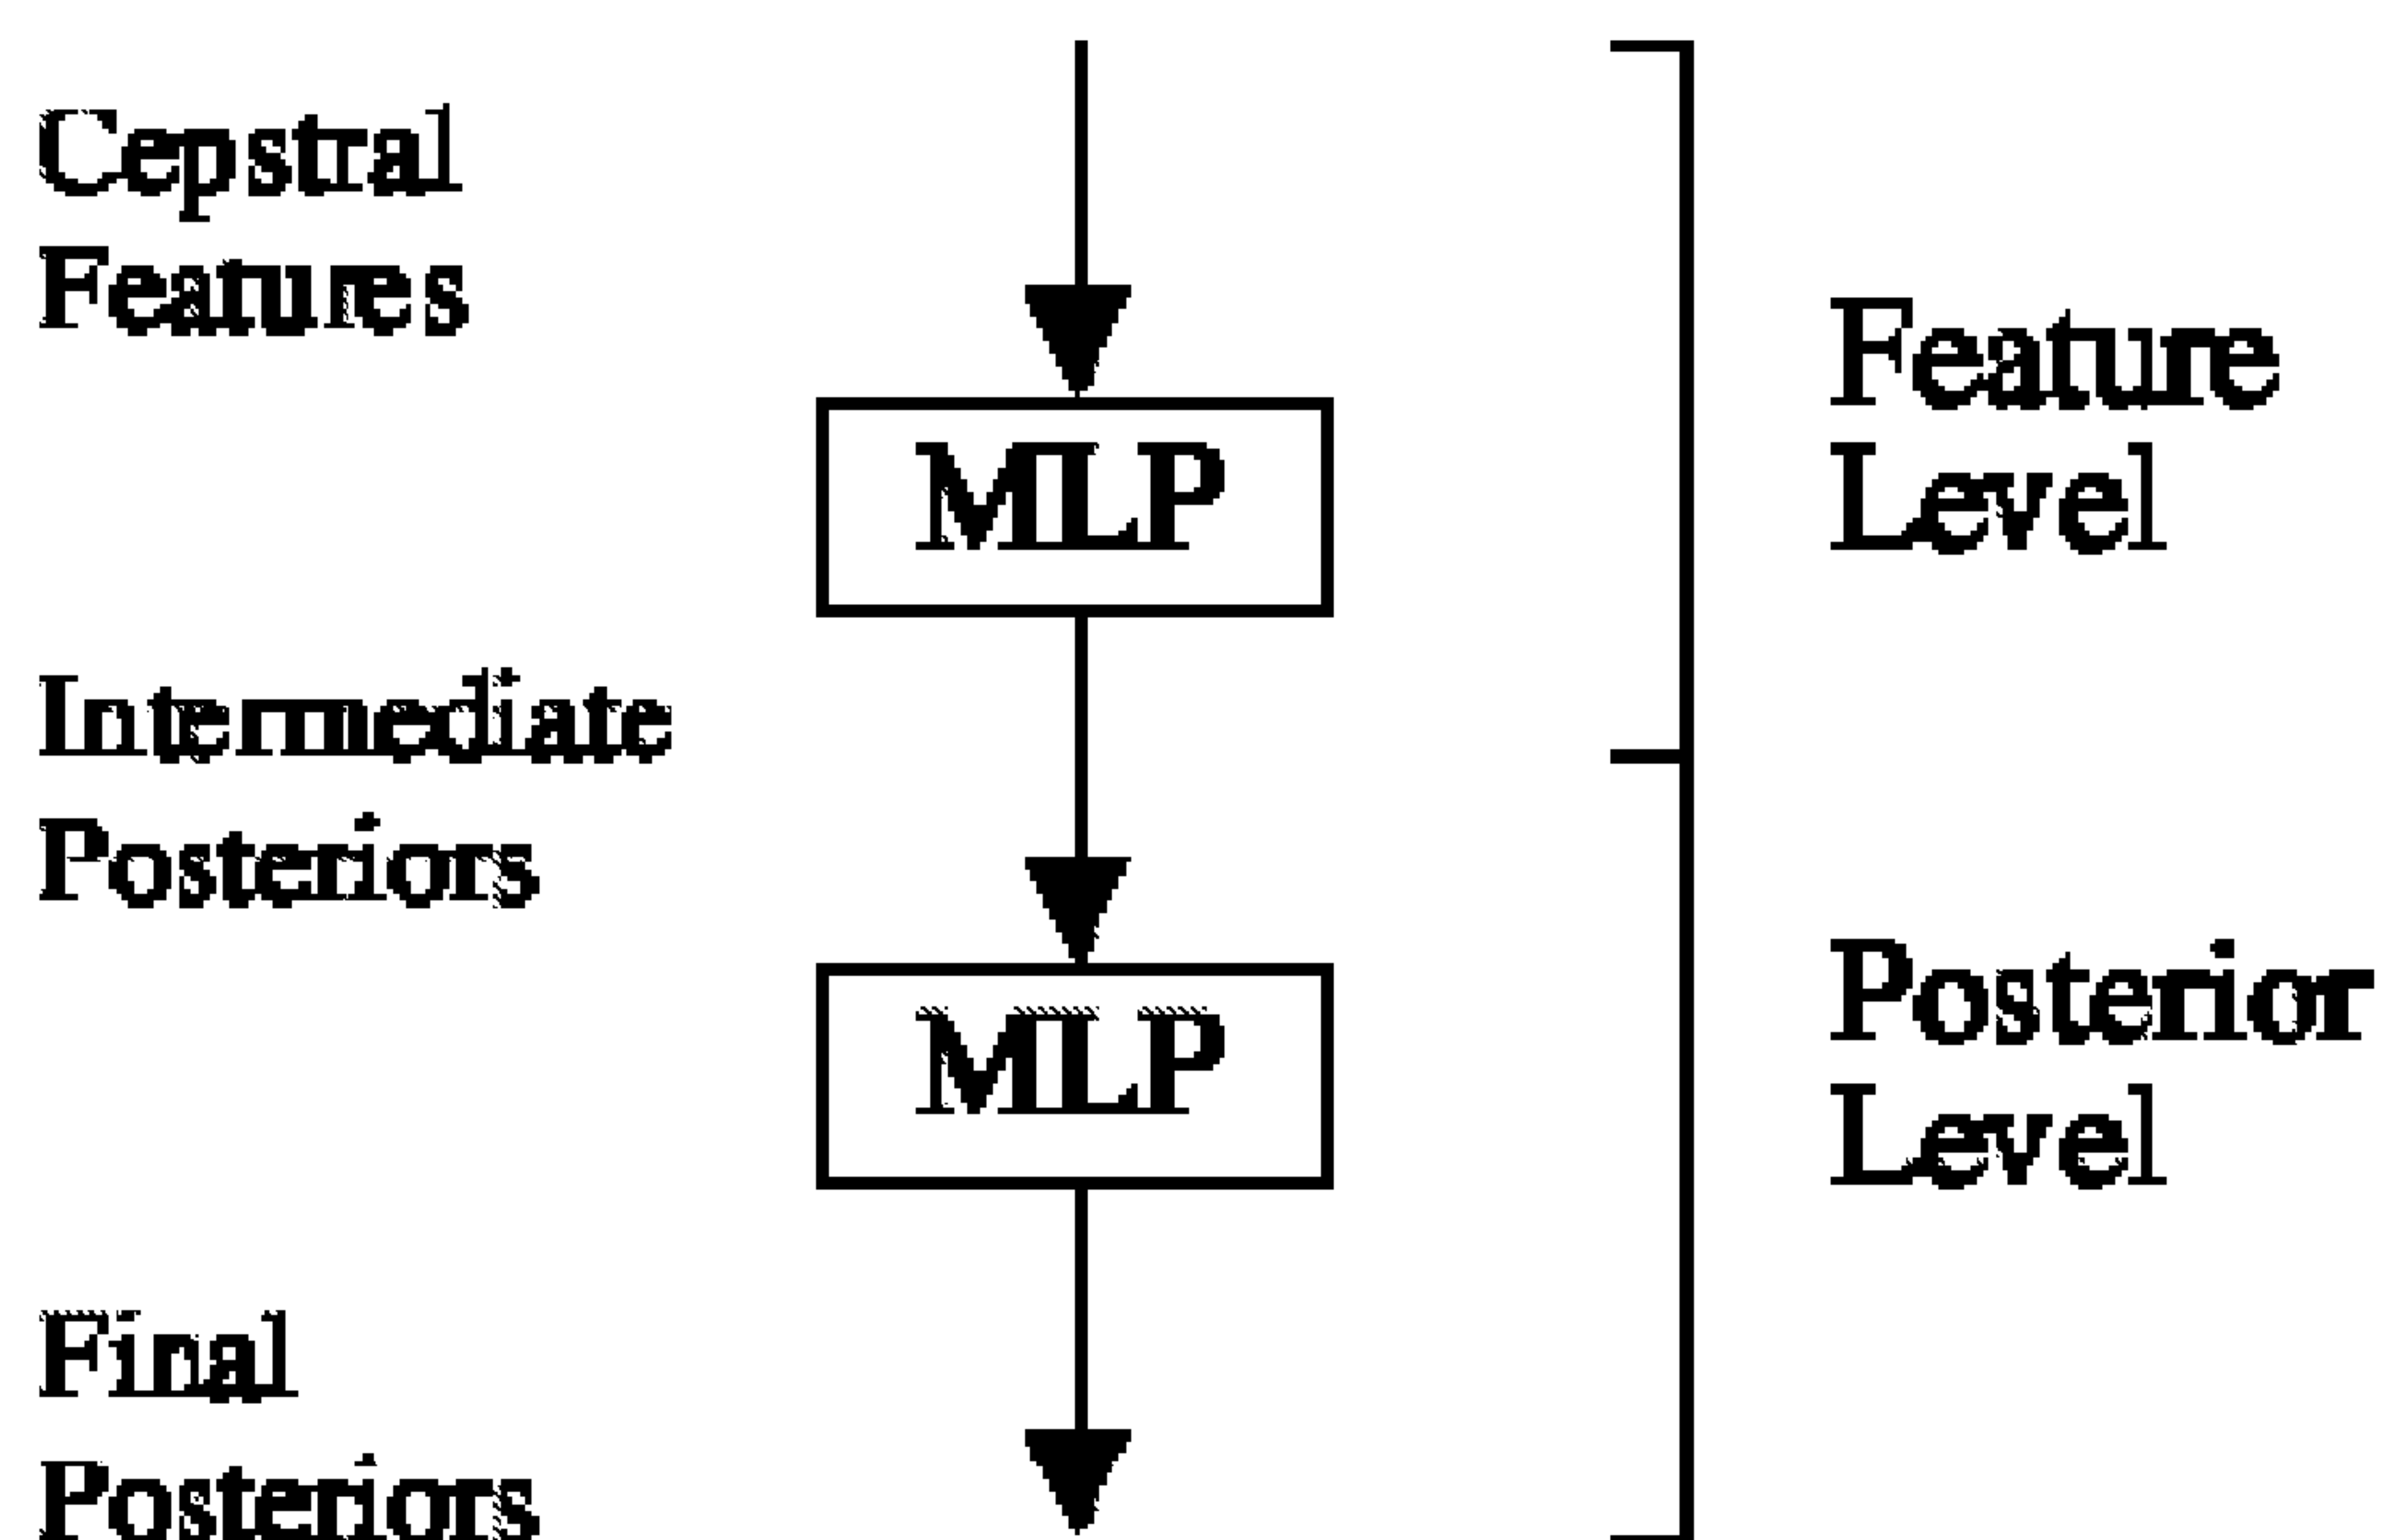 Cepstral
Features
MLP
Feature
Level
Intermediate
Posteriors
MLP
Posterior
Level
Final
Posteriors